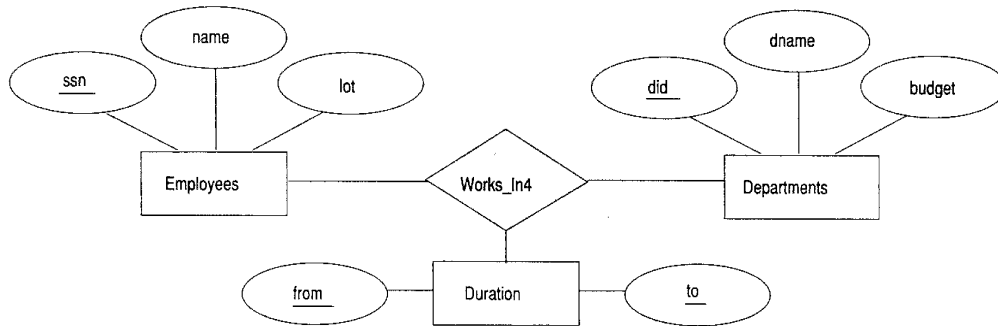 name
dname
ssn
lot
did
budget
Employees
Works_In4
Departments
from
Duration
to